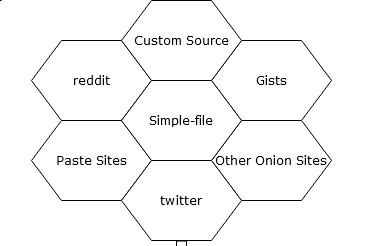 Custom Source
reddit
Gists
Simple-file
Paste Sites
Other Onion Sites
twitter